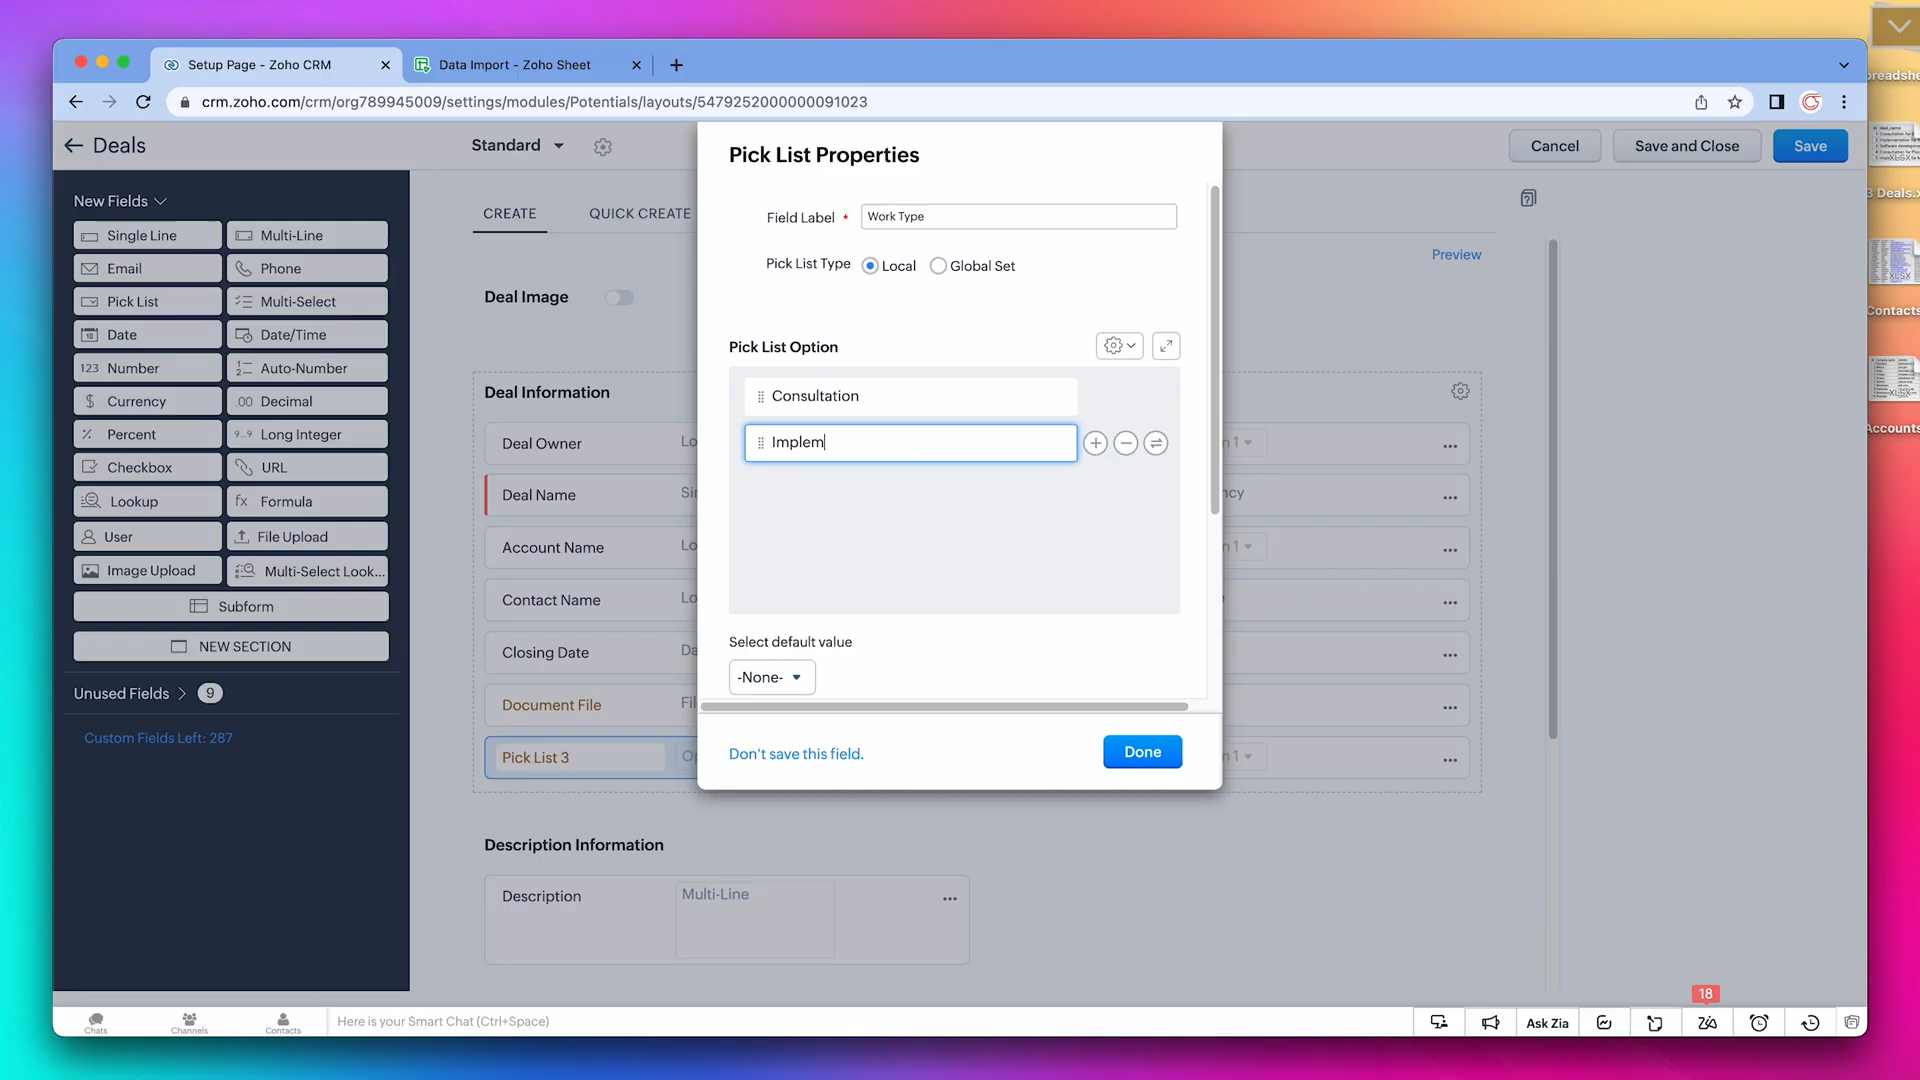 Setup Page - Zoho CRM
Data Import - Zoho Sheet
crm.zoho.com/crm/org789945009/settings/modules/Potentials/layouts/5479252000000091023
Deals
Standard
Cancel
Save and Close
Save
New Fields
Single Line
Multi-Line
Email
Phone
Pick List
Multi-Select
Date
Date/Time
Number
Auto-Number
Currency
Decimal
Percent
Long Integer
Checkbox
URL
Lookup
Formula
User
File Upload
Image Upload
Multi-Select Look...
Subform
NEW SECTION
Unused Fields 9
Custom Fields Left: 287
CREATE
QUICK CREATE
Preview
Deal Image
Deal Information
Deal Owner
Deal Name
Account Name
Contact Name
Closing Date
Document File
Pick List 3
Description Information
Description
Multi-Line
Pick List Properties
Field Label *
Work Type
Pick List Type
Local
Global Set
Pick List Option
Consultation
Implem
Select default value
-None-
Don't save this field.
Done
Chats
Channels
Contacts
Here is your Smart Chat (Ctrl+Space)
Ask Zia
18
Contacts
Accounts